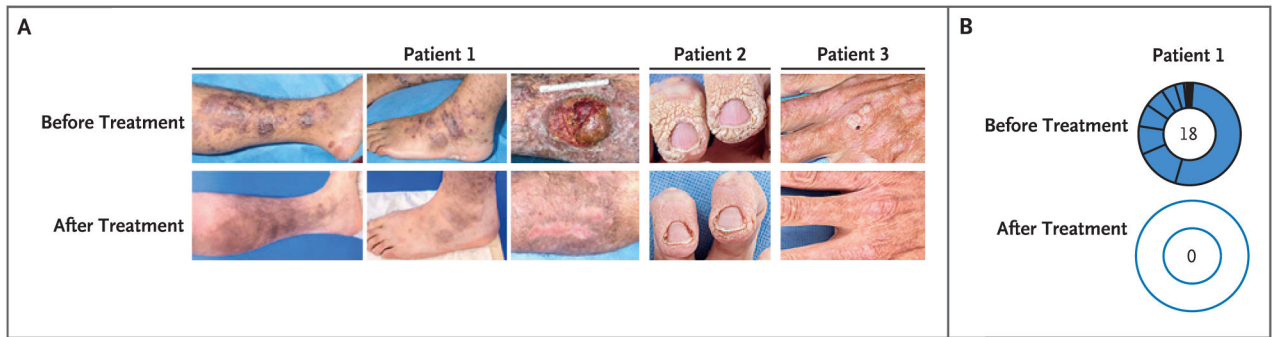 A
Patient 1
Patient 2
Patient 3
Before Treatment
After Treatment
B
Patient 1
Before Treatment
18
After Treatment
0